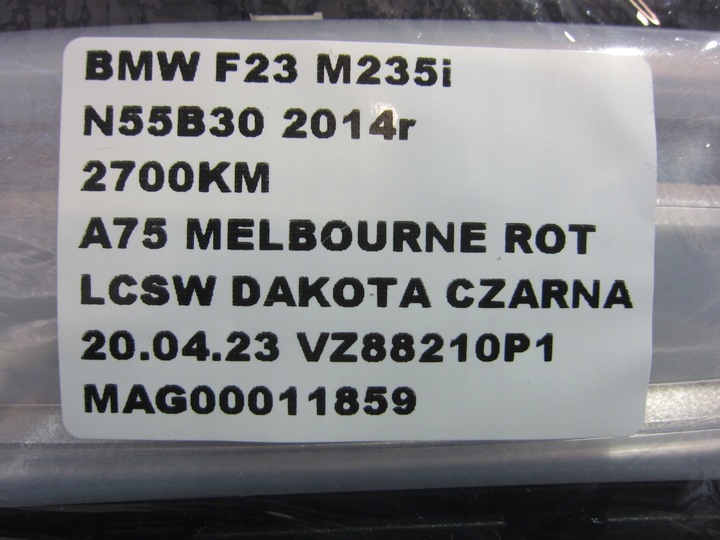 BMW F23 M235i
N55B30 2014r
2700KM
A75 MELBOURNE ROT
LCSW DAKOTA CZARNA
20.04.23 VZ88210P1
MAG00011859